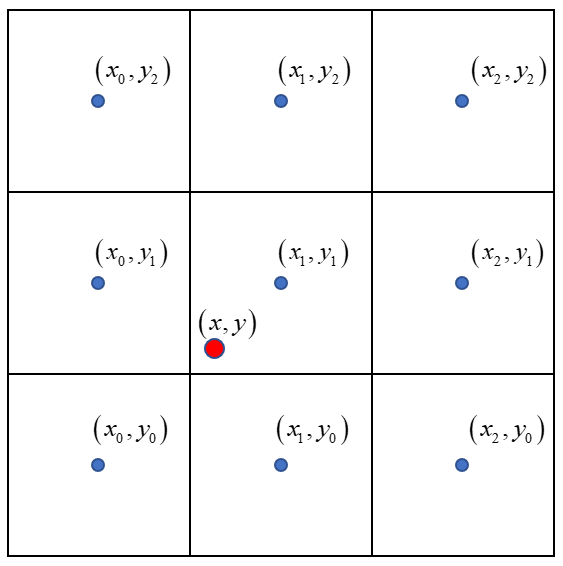 (x₀, y₂) (x₁, y₂) (x₂, y₂)
(x₀, y₁) (x₁, y₁) (x₂, y₁)
(x, y)
(x₀, y₀) (x₁, y₀) (x₂, y₀)